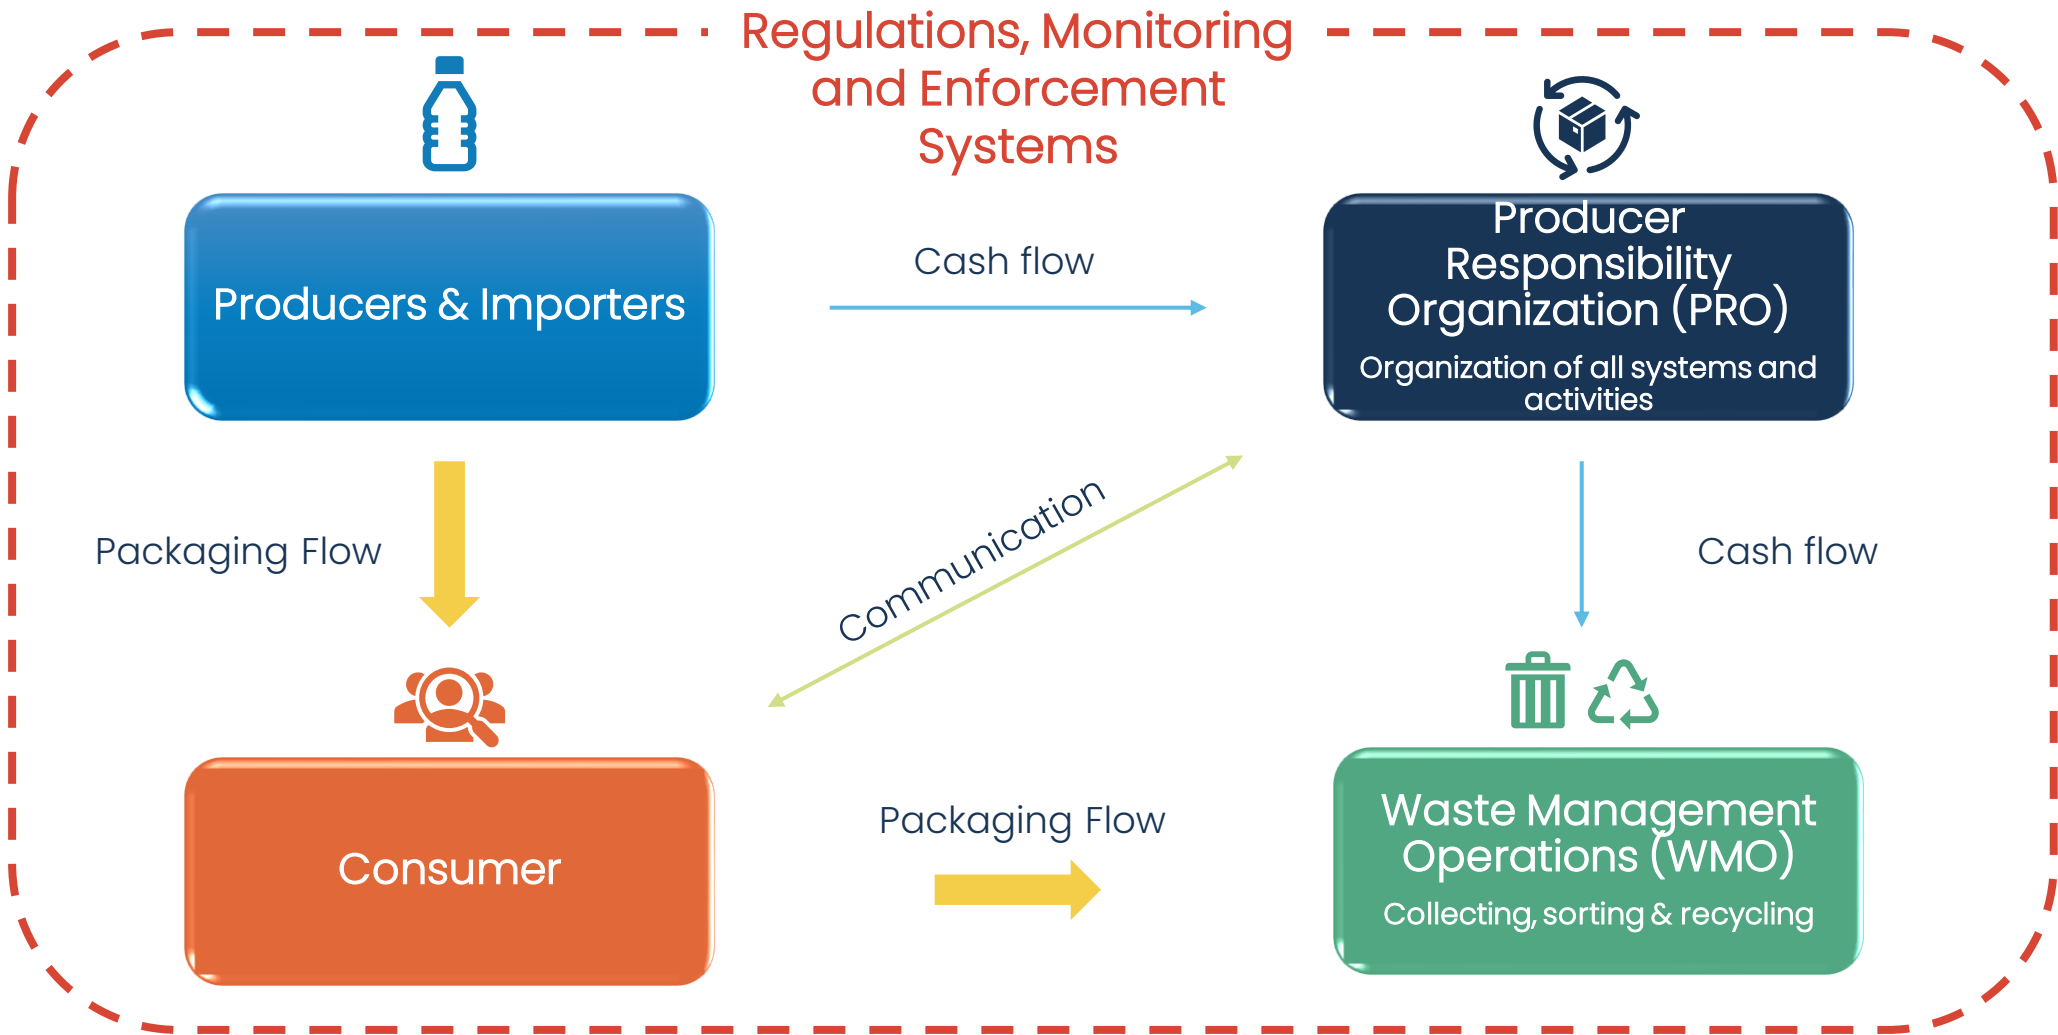 Regulations, Monitoring
and Enforcement
Systems
Producers & Importers
Cash flow
Producer
Responsibility
Organization (PRO)
Organization of all systems and
activities
Packaging Flow
Communication
Cash flow
Consumer
Packaging Flow
Waste Management
Operations (WMO)
Collecting, sorting & recycling